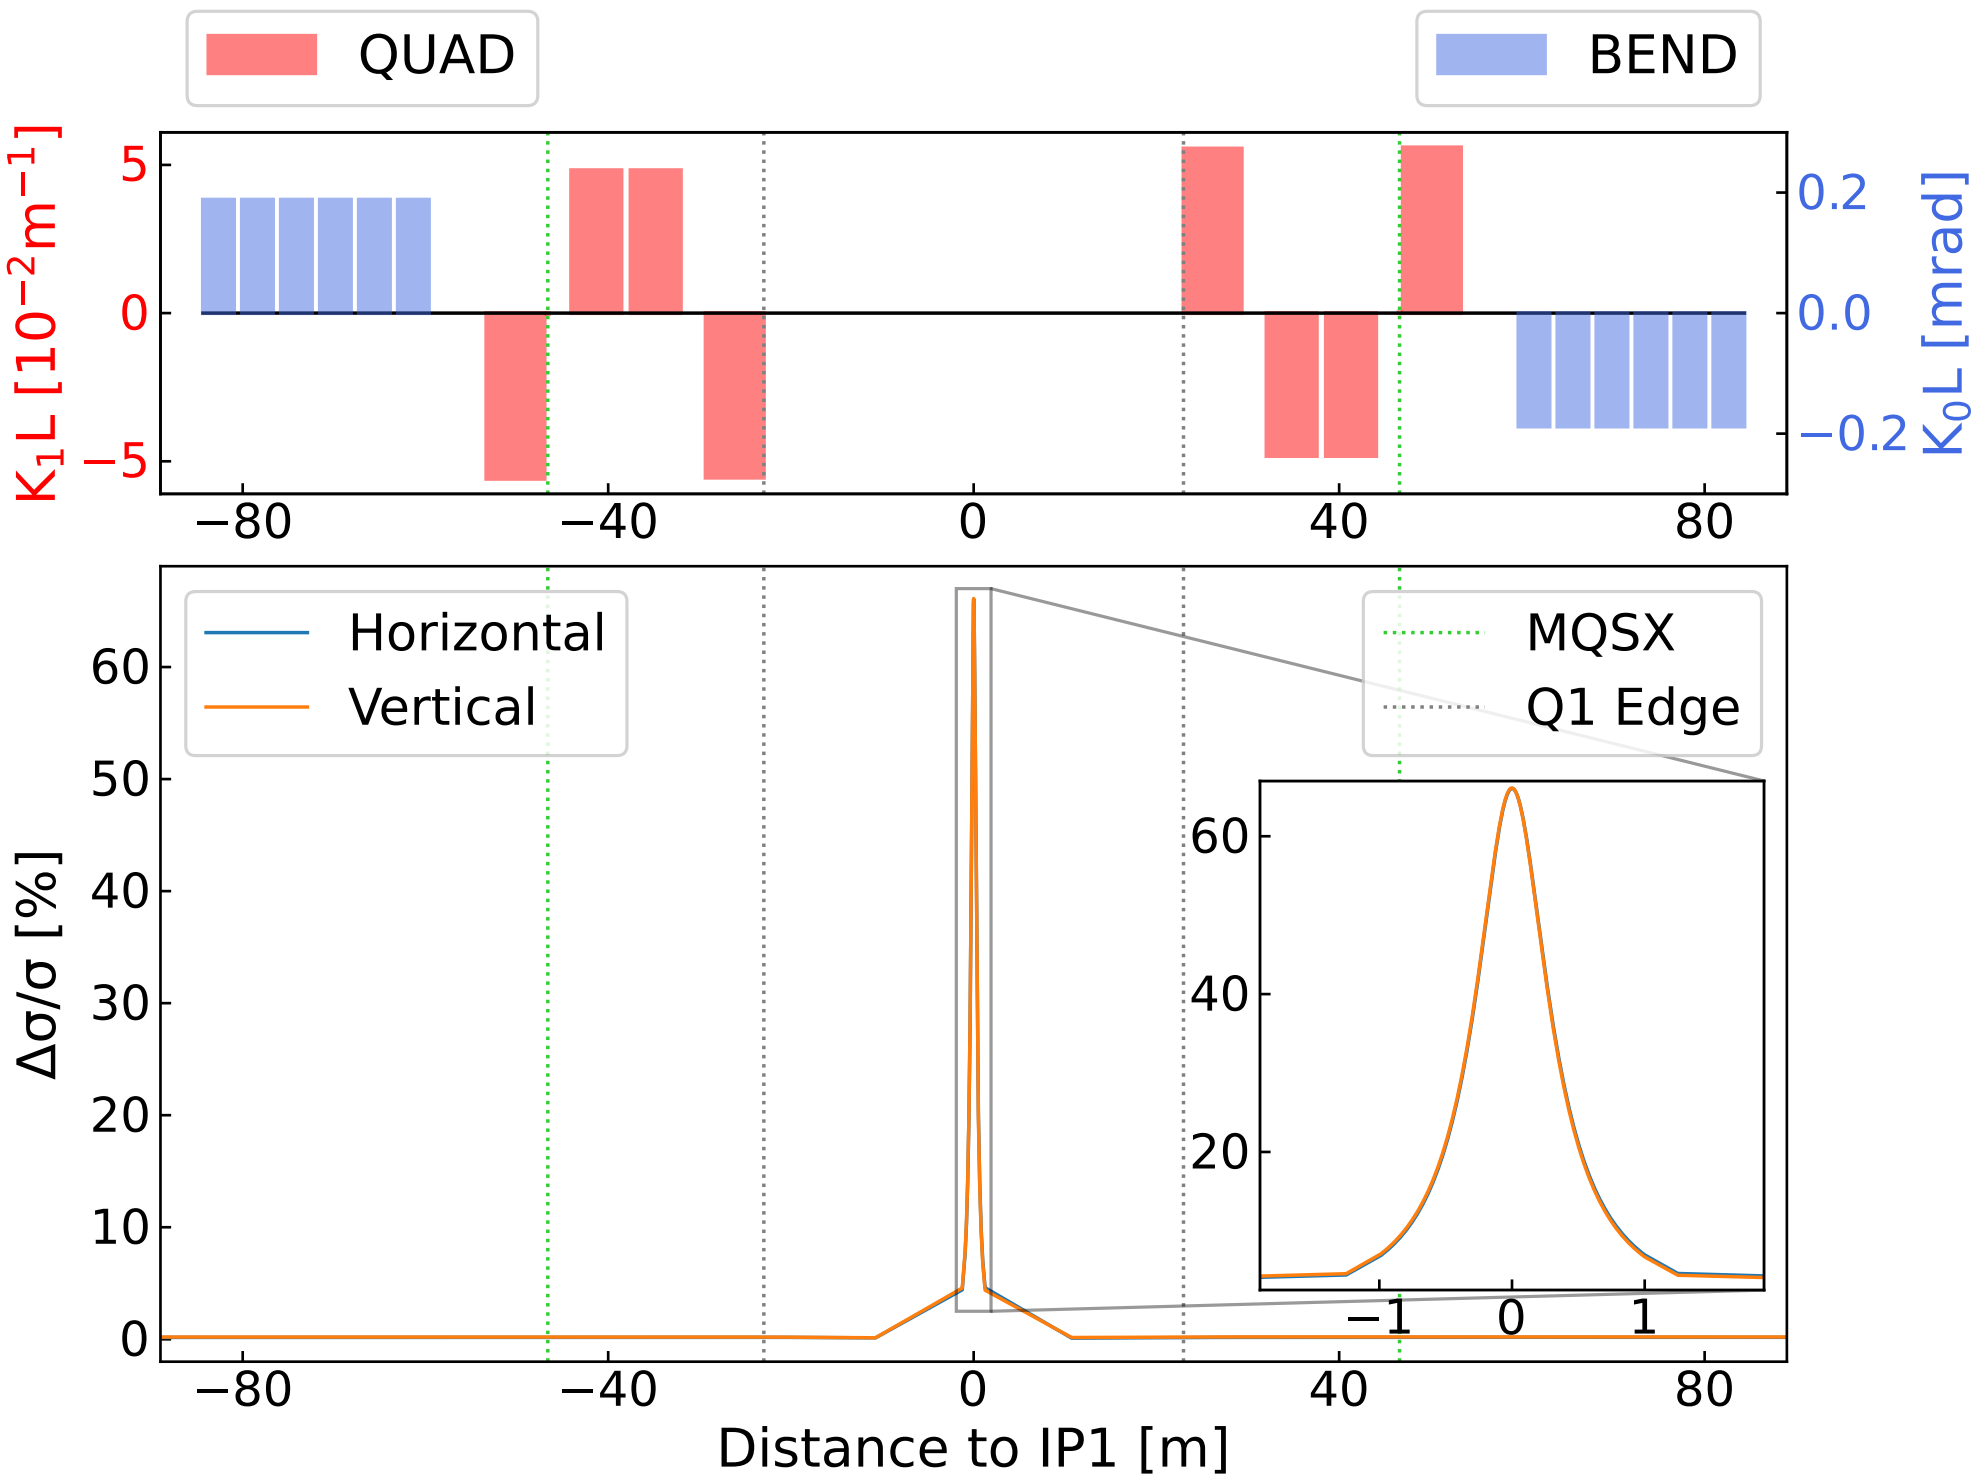 QUAD
BEND
K₁L [10⁻²m⁻¹]
5
0
−5
0.2
0.0
−0.2
K₀L [mrad]
−80 −40 0 40 80
Horizontal
Vertical
MQSX
Q1 Edge
Δσ/σ [%]
60
50
40
30
20
10
0
60
40
20
−1 0 1
−80 −40 0 40 80
Distance to IP1 [m]